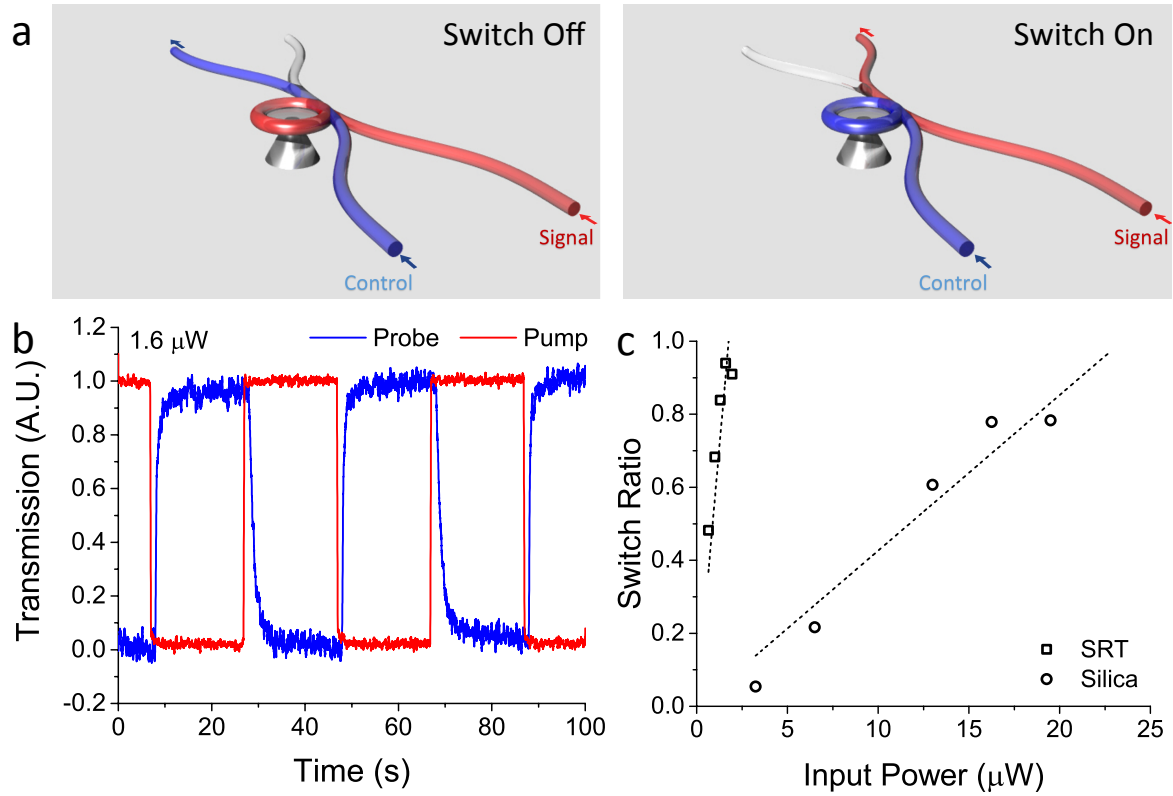 a
Switch Off
Signal
Control
Switch On
Signal
Control
b
1.6 μW
Probe
Pump
1.2
1.0
0.8
0.6
0.4
0.2
0.0
-0.2
Transmission (A.U.)
0
20
40
60
80
100
Time (s)
c
1.0
0.8
0.6
0.4
0.2
0.0
Switch Ratio
SRT
Silica
0
5
10
15
20
25
Input Power (μW)